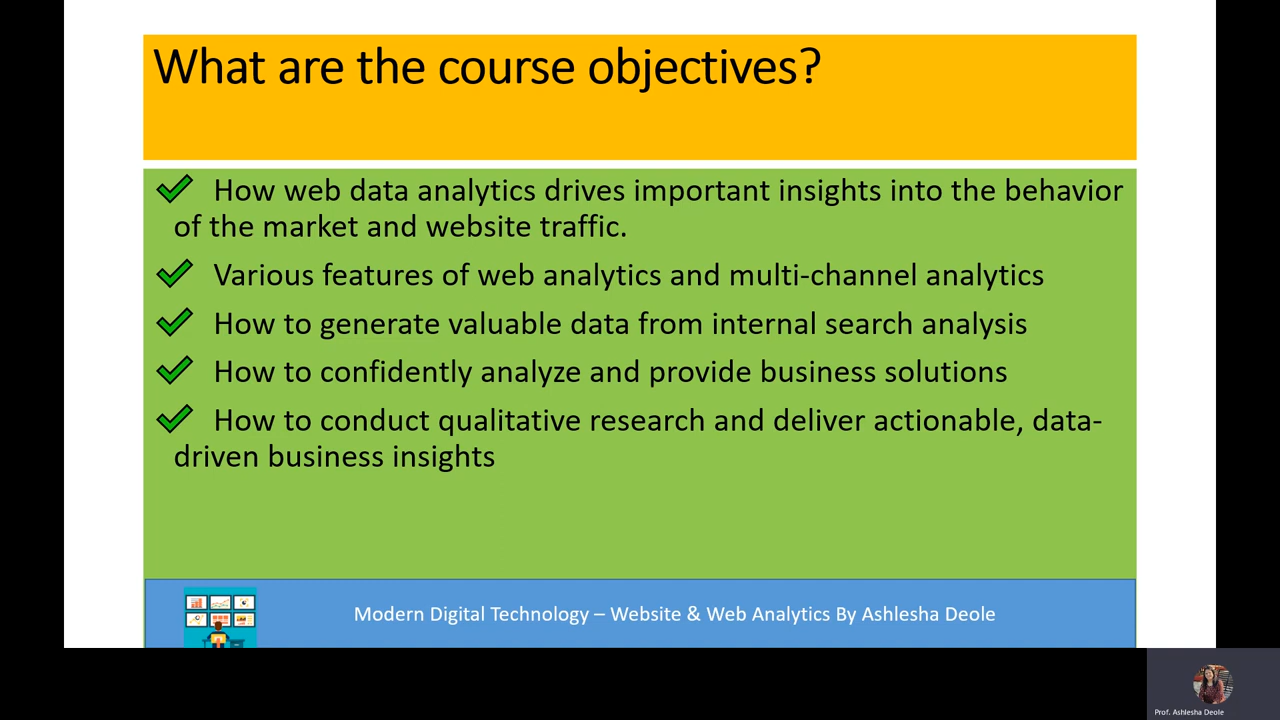 What are the course objectives?
How web data analytics drives important insights into the behavior
of the market and website traffic.
Various features of web analytics and multi-channel analytics
How to generate valuable data from internal search analysis
How to confidently analyze and provide business solutions
How to conduct qualitative research and deliver actionable, data-
driven business insights
Modern Digital Technology – Website & Web Analytics By Ashlesha Deole
Prof. Ashlesha Deole